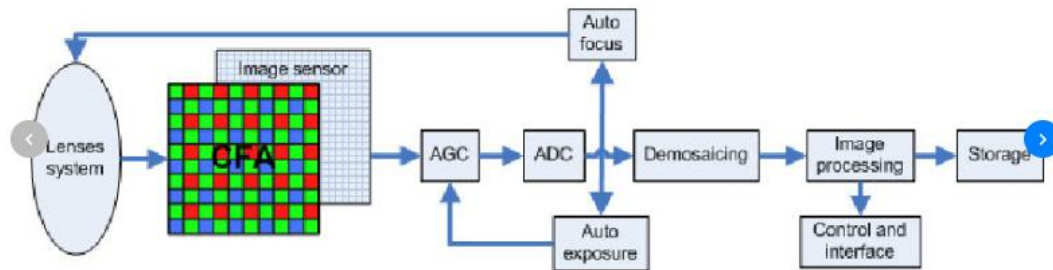 Auto
focus
Image sensor
Lenses
system
CFA
AGC
ADC
Demosaicing
Image
processing
Storage
Auto
exposure
Control and
interface